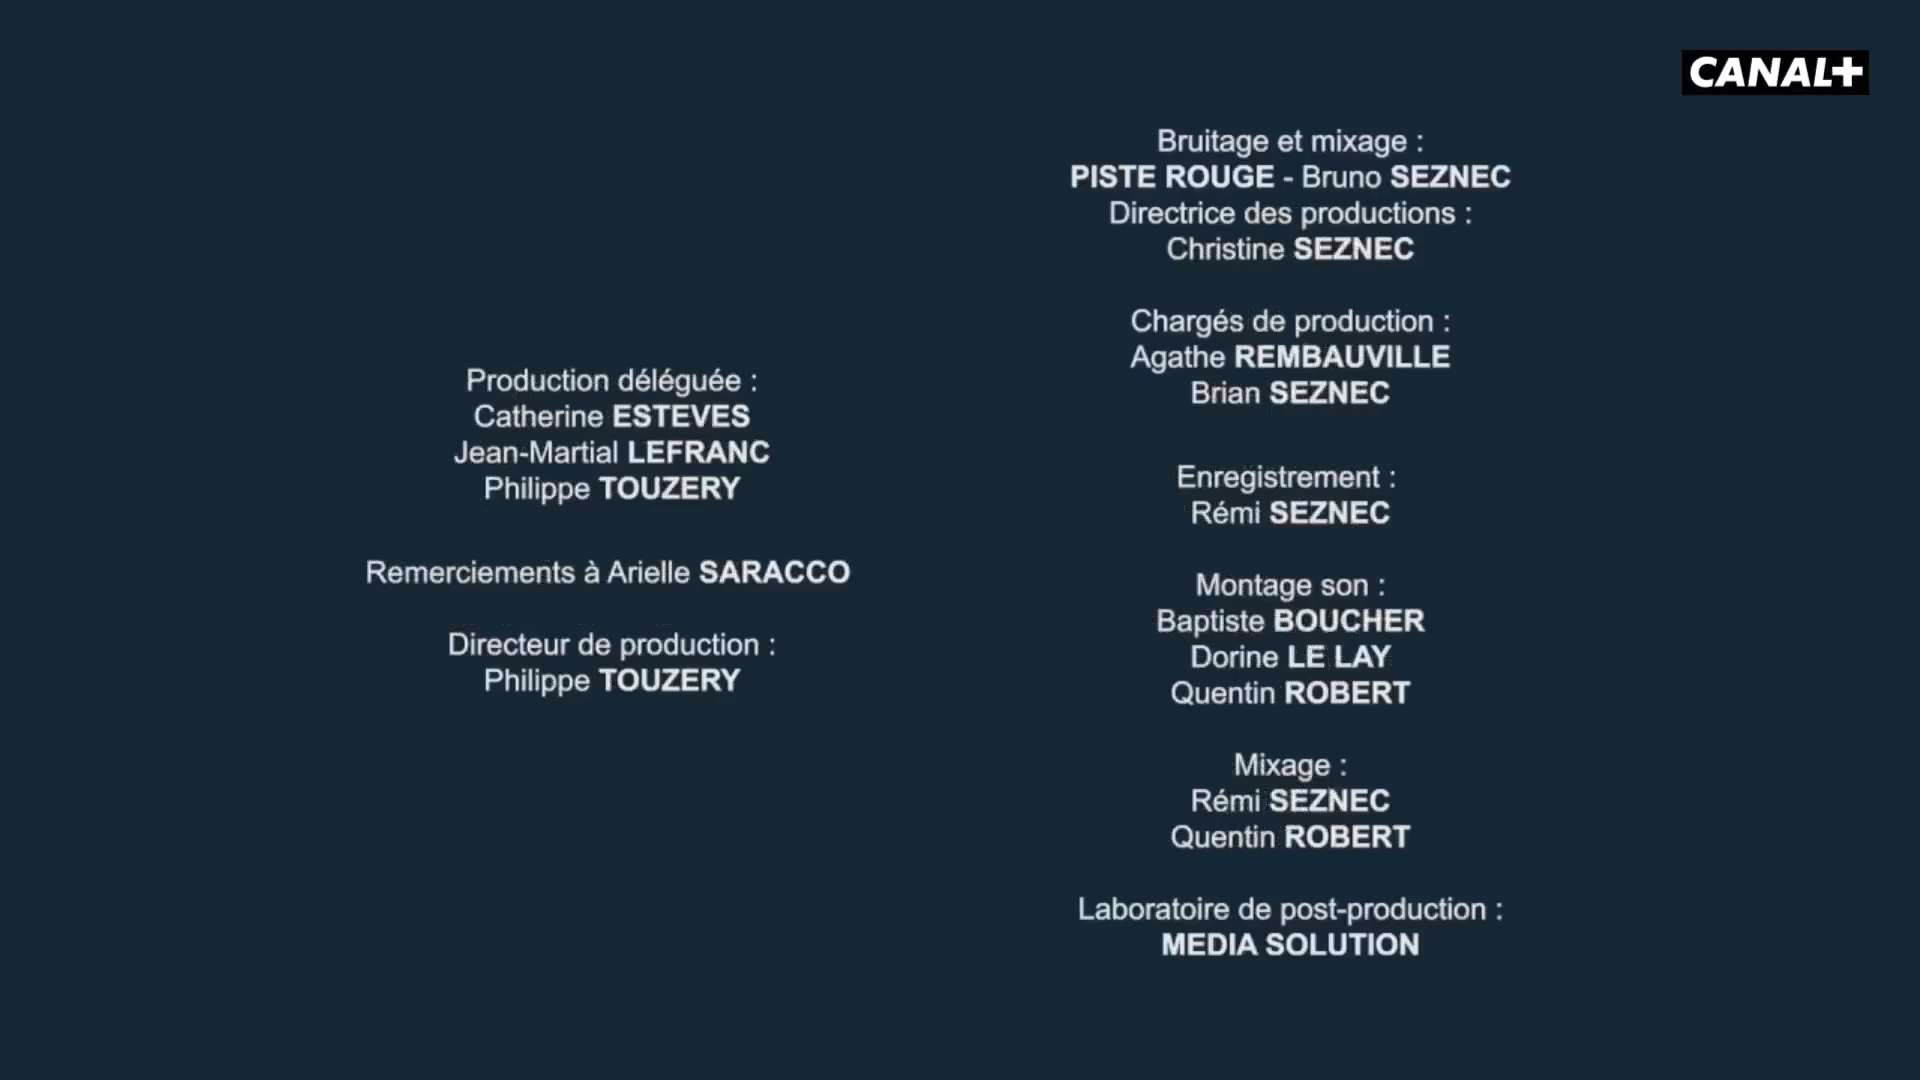 CANAL+
Production déléguée :
Catherine ESTEVES
Jean-Martial LEFRANC
Philippe TOUZERY
Remerciements à Arielle SARACCO
Directeur de production :
Philippe TOUZERY
Bruitage et mixage :
PISTE ROUGE - Bruno SEZNEC
Directrice des productions :
Christine SEZNEC
Chargés de production :
Agathe REMBAUVILLE
Brian SEZNEC
Enregistrement :
Rémi SEZNEC
Montage son :
Baptiste BOUCHER
Dorine LE LAY
Quentin ROBERT
Mixage :
Rémi SEZNEC
Quentin ROBERT
Laboratoire de post-production :
MEDIA SOLUTION